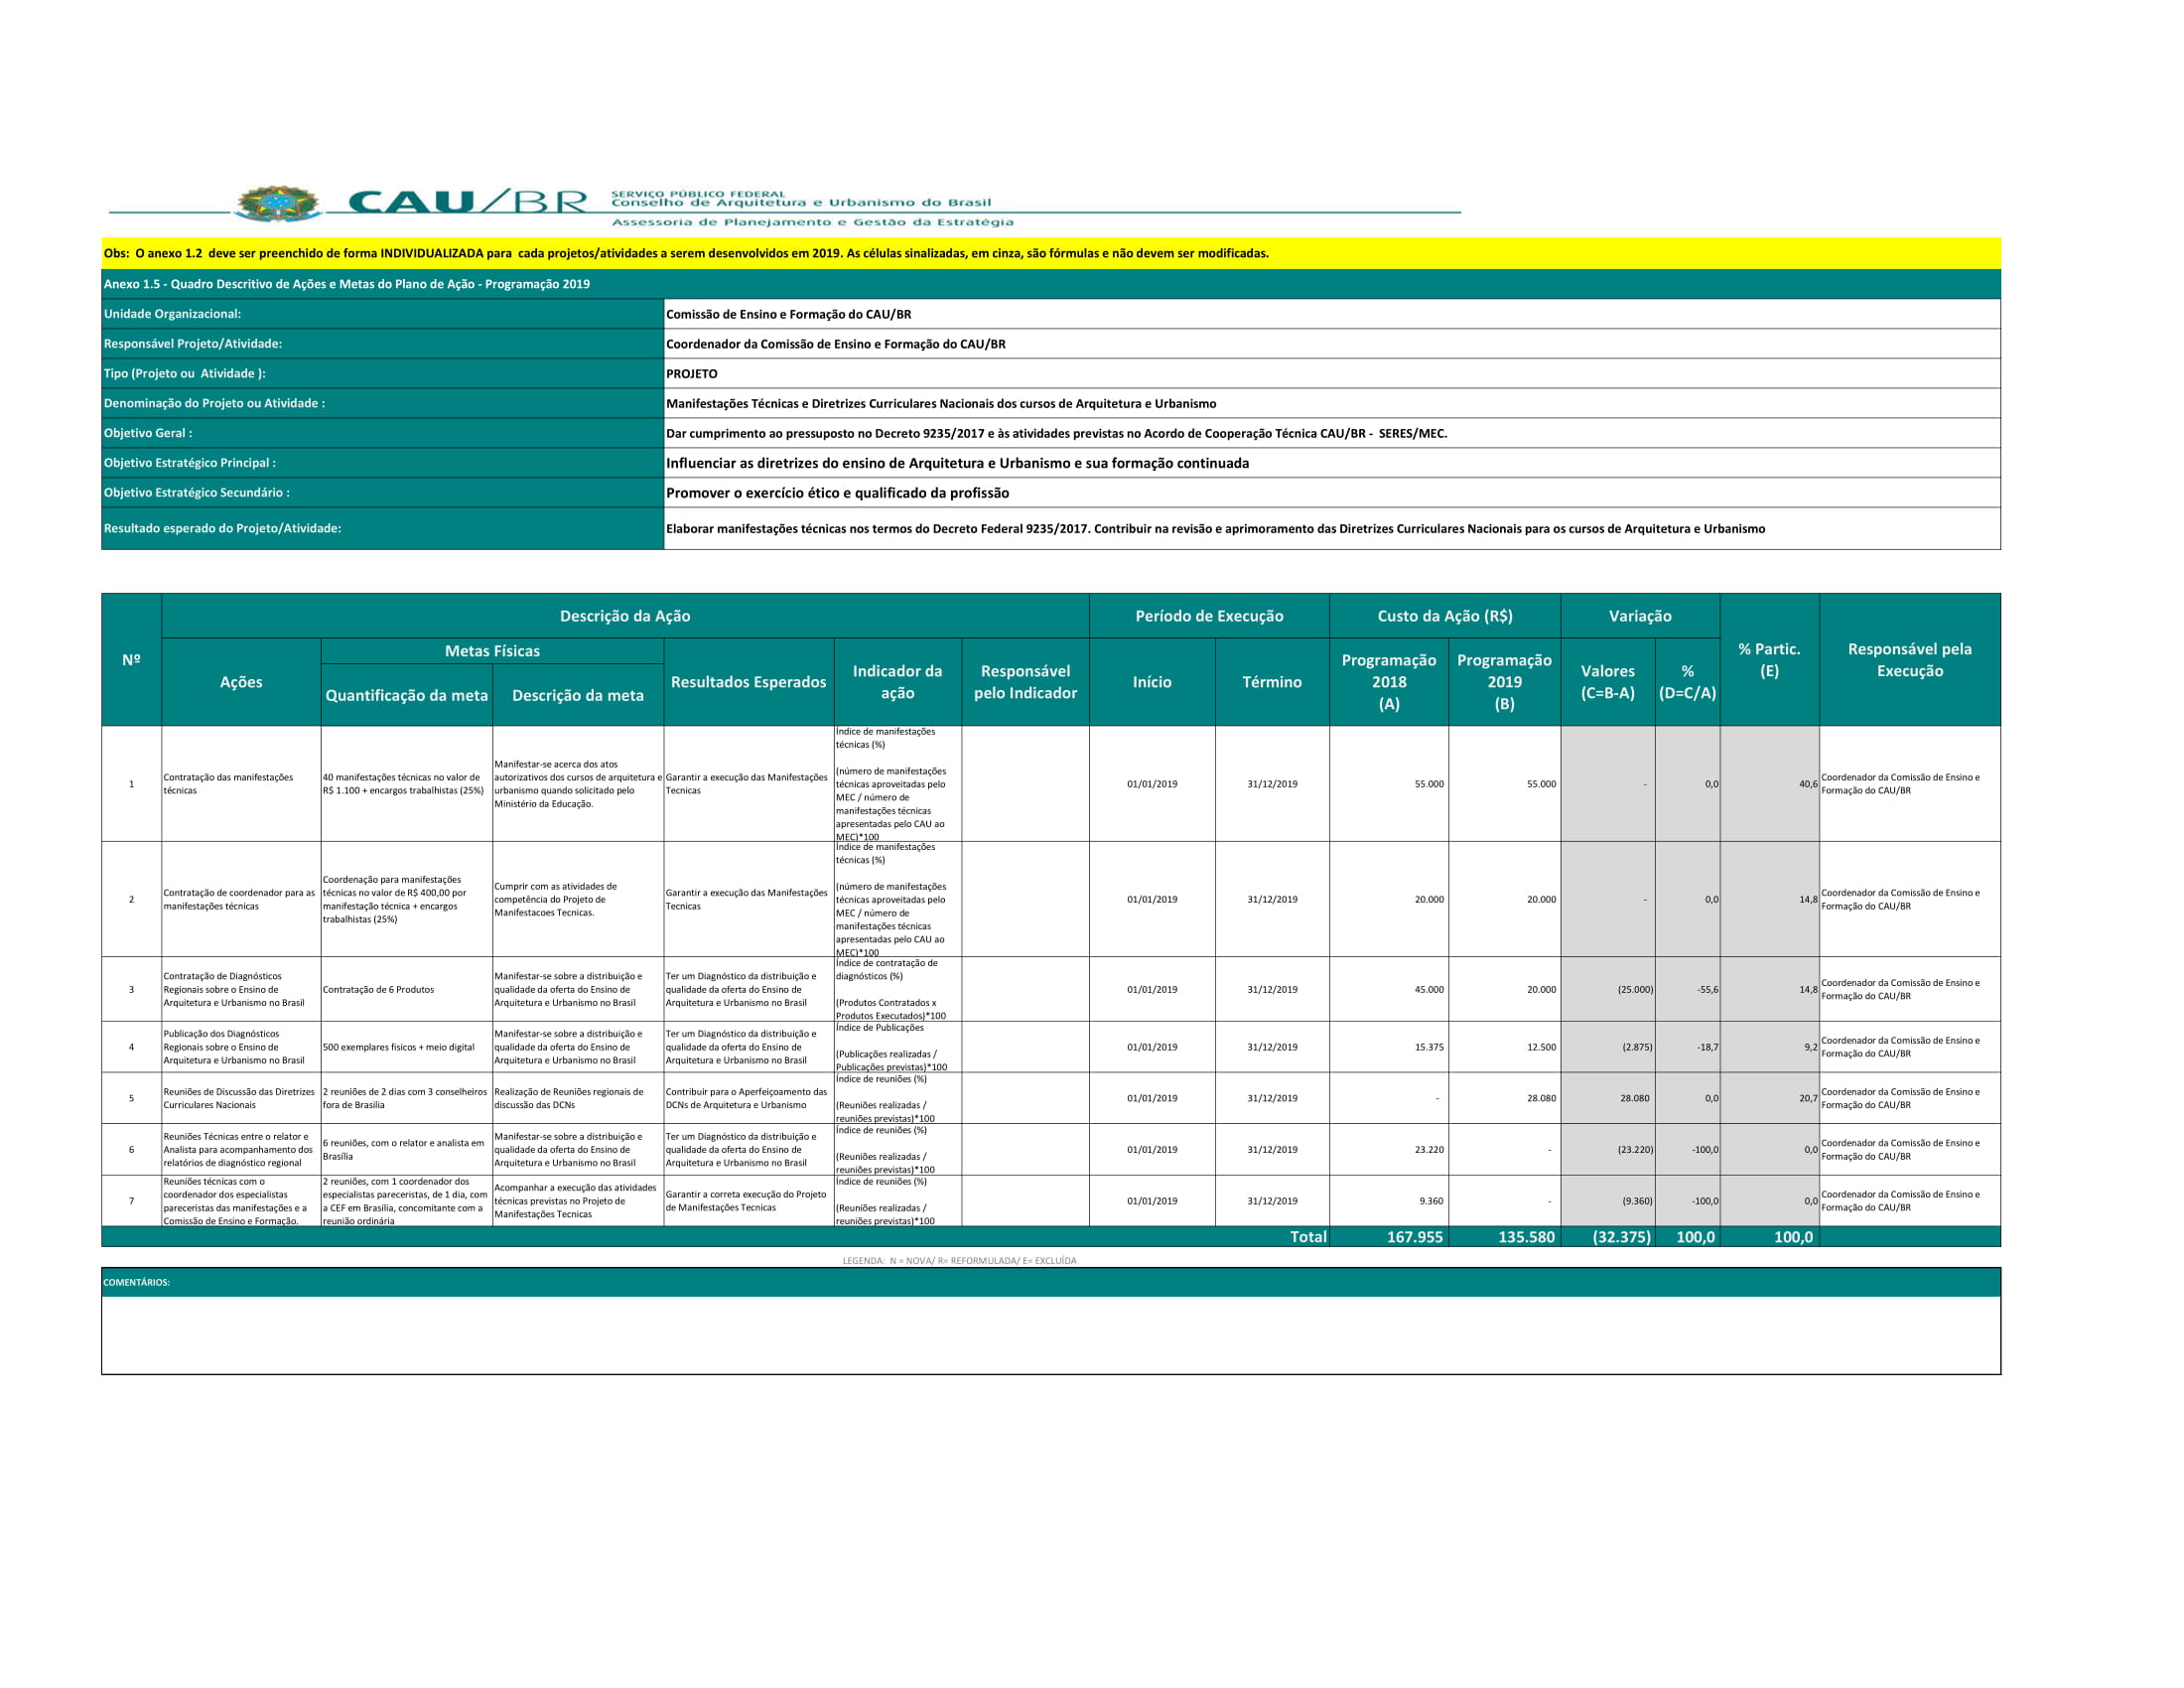 CAU/BR
SERVIÇO PÚBLICO FEDERAL
Conselho de Arquitetura e Urbanismo do Brasil
Assessoria de Planejamento e Gestão da Estratégia
Obs: O anexo 1.2 deve ser preenchido de forma INDIVIDUALIZADA para cada projetos/atividades a serem desenvolvidos em 2019. As células sinalizadas, em cinza, são fórmulas e não devem ser modificadas.
Anexo 1.5 - Quadro Descritivo de Ações e Metas do Plano de Ação - Programação 2019
Unidade Organizacional: Comissão de Ensino e Formação do CAU/BR
Responsável Projeto/Atividade: Coordenador da Comissão de Ensino e Formação do CAU/BR
Tipo (Projeto ou Atividade ): PROJETO
Denominação do Projeto ou Atividade : Manifestações Técnicas e Diretrizes Curriculares Nacionais dos cursos de Arquitetura e Urbanismo
Objetivo Geral : Dar cumprimento ao pressuposto no Decreto 9235/2017 e às atividades previstas no Acordo de Cooperação Técnica CAU/BR - SERES/MEC.
Objetivo Estratégico Principal : Influenciar as diretrizes do ensino de Arquitetura e Urbanismo e sua formação continuada
Objetivo Estratégico Secundário : Promover o exercício ético e qualificado da profissão
Resultado esperado do Projeto/Atividade: Elaborar manifestações técnicas nos termos do Decreto Federal 9235/2017. Contribuir na revisão e aprimoramento das Diretrizes Curriculares Nacionais para os cursos de Arquitetura e Urbanismo
Nº
Descrição da Ação
Período de Execução
Custo da Ação (R$)
Variação
% Partic.
(E)
Responsável pela
Execução
Ações
Metas Físicas
Quantificação da meta
Descrição da meta
Resultados Esperados
Indicador da
ação
Responsável
pelo Indicador
Início
Término
Programação
2018
(A)
Programação
2019
(B)
Valores
(C=B-A)
%
(D=C/A)
1
Contratação das manifestações
técnicas
40 manifestações técnicas no valor de
R$ 1.100 + encargos trabalhistas (25%)
Manifestar-se acerca dos atos
autorizativos dos cursos de arquitetura e
urbanismo quando solicitado pelo
Ministério da Educação.
Garantir a execução das Manifestações
Tecnicas
Índice de manifestações
técnicas (%)
(número de manifestações
técnicas aproveitadas pelo
MEC / número de
manifestações técnicas
apresentadas pelo CAU ao
MEC)*100
01/01/2019
31/12/2019
55.000
55.000
-
0,0
40,6
Coordenador da Comissão de Ensino e
Formação do CAU/BR
2
Contratação de coordenador para as
manifestações técnicas
Coordenação para manifestações
técnicas no valor de R$ 400,00 por
manifestação técnica + encargos
trabalhistas (25%)
Cumprir com as atividades de
competência do Projeto de
Manifestacoes Tecnicas.
Garantir a execução das Manifestações
Tecnicas
Índice de manifestações
técnicas (%)
(número de manifestações
técnicas aproveitadas pelo
MEC / número de
manifestações técnicas
apresentadas pelo CAU ao
MEC)*100
01/01/2019
31/12/2019
20.000
20.000
-
0,0
14,8
Coordenador da Comissão de Ensino e
Formação do CAU/BR
3
Contratação de Diagnósticos
Regionais sobre o Ensino de
Arquitetura e Urbanismo no Brasil
Contratação de 6 Produtos
Manifestar-se sobre a distribuição e
qualidade da oferta do Ensino de
Arquitetura e Urbanismo no Brasil
Ter um Diagnóstico da distribuição e
qualidade da oferta do Ensino de
Arquitetura e Urbanismo no Brasil
Índice de contratação de
diagnósticos (%)
(Produtos Contratados x
Produtos Executados)*100
01/01/2019
31/12/2019
45.000
20.000
(25.000)
-55,6
14,8
Coordenador da Comissão de Ensino e
Formação do CAU/BR
4
Publicação dos Diagnósticos
Regionais sobre o Ensino de
Arquitetura e Urbanismo no Brasil
500 exemplares fisicos + meio digital
Manifestar-se sobre a distribuição e
qualidade da oferta do Ensino de
Arquitetura e Urbanismo no Brasil
Ter um Diagnóstico da distribuição e
qualidade da oferta do Ensino de
Arquitetura e Urbanismo no Brasil
Índice de Publicações
(Publicações realizadas /
Publicações previstas)*100
01/01/2019
31/12/2019
15.375
12.500
(2.875)
-18,7
9,2
Coordenador da Comissão de Ensino e
Formação do CAU/BR
5
Reuniões de Discussão das Diretrizes
Curriculares Nacionais
2 reuniões de 2 dias com 3 conselheiros
fora de Brasilia
Realização de Reuniões regionais de
discussão das DCNs
Contribuir para o Aperfeiçoamento das
DCNs de Arquitetura e Urbanismo
Índice de reuniões (%)
(Reuniões realizadas /
reuniões previstas)*100
01/01/2019
31/12/2019
-
28.080
28.080
0,0
20,7
Coordenador da Comissão de Ensino e
Formação do CAU/BR
6
Reuniões Técnicas entre o relator e
Analista para acompanhamento dos
relatórios de diagnóstico regional
6 reuniões, com o relator e analista em
Brasília
Manifestar-se sobre a distribuição e
qualidade da oferta do Ensino de
Arquitetura e Urbanismo no Brasil
Ter um Diagnóstico da distribuição e
qualidade da oferta do Ensino de
Arquitetura e Urbanismo no Brasil
Índice de reuniões (%)
(Reuniões realizadas /
reuniões previstas)*100
01/01/2019
31/12/2019
23.220
-
(23.220)
-100,0
0,0
Coordenador da Comissão de Ensino e
Formação do CAU/BR
7
Reuniões técnicas com o
coordenador dos especialistas
pareceristas das manifestações e a
Comissão de Ensino e Formação.
2 reuniões, com 1 coordenador dos
especialistas pareceristas, de 1 dia, com
a CEF em Brasília, concomitante com a
reunião ordinária
Acompanhar a execução das atividades
técnicas previstas no Projeto de
Manifestações Tecnicas
Garantir a correta execução do Projeto
de Manifestações Tecnicas
Índice de reuniões (%)
(Reuniões realizadas /
reuniões previstas)*100
01/01/2019
31/12/2019
9.360
-
(9.360)
-100,0
0,0
Coordenador da Comissão de Ensino e
Formação do CAU/BR
Total 167.955 135.580 (32.375) 100,0 100,0
LEGENDA: N = NOVA/ R= REFORMULADA/ E= EXCLUÍDA
COMENTÁRIOS: